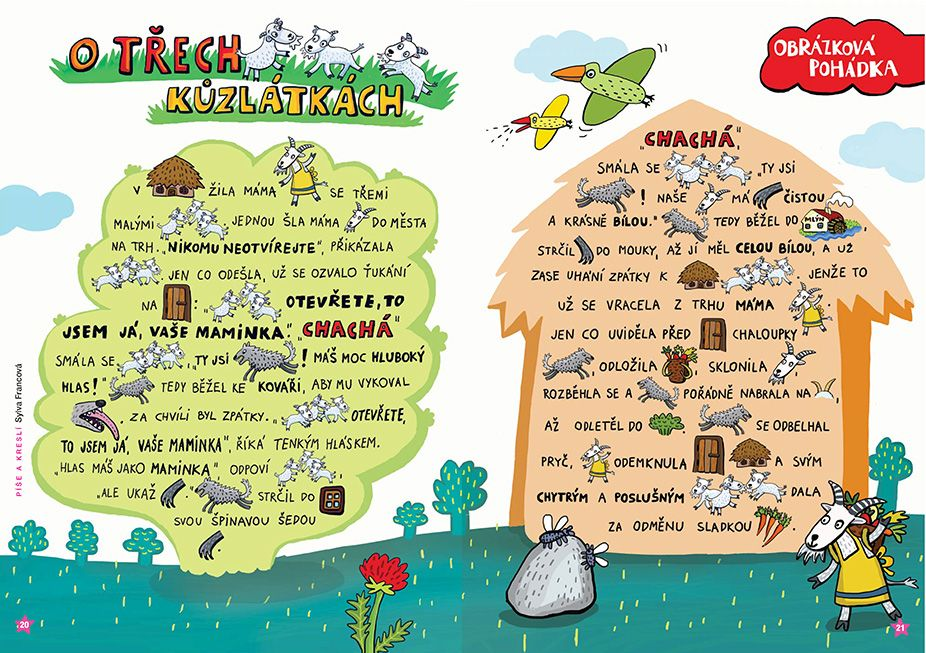 O TŘECH
KŮZLÁTKÁCH
V ŽILA MÁMA SE TŘEMI
MALÝMI JEDNOU ŠLA MÁMA DO MĚSTA
NA TRH. „NIKOMU NEOTVÍREJTE“, PŘIKÁZALA
JEN CO ODEŠLA, UŽ SE OZVALO ŤUKÁNÍ
NA : „ OTEVŘETE, TO
JSEM JÁ, VAŠE MAMINKA.“ „CHACHÁ“
SMÁLA SE , „TY JSI ! MÁŠ MOC HLUBOKÝ
HLAS!“ TEDY BĚŽEL KE KOVÁŘI, ABY MU VYKOVAL
ZA CHVÍLI BYL ZPÁTKY. „ OTEVŘETE,
TO JSEM JÁ, VAŠE MAMINKA“, ŘÍKÁ TENKÝM HLÁSKEM.
„HLAS MÁŠ JAKO MAMINKA.“ ODPOVÍ ,
„ALE UKAŽ .“ STRČIL DO
SVOU ŠPINAVOU ŠEDOU
.
PÍŠE A KRESLÍ Sylva Francová
20
OBRÁZKOVÁ
POHÁDKA
„CHACHÁ“,
SMÁLA SE „TY JSI
! NAŠE MÁ ČISTOU
A KRÁSNĚ BÍLOU.“ TEDY BĚŽEL DO MLÝN ,
STRČIL DO MOUKY, AŽ JÍ MĚL CELOU BÍLOU, A UŽ
ZASE UHÁNÍ ZPÁTKY K . JENŽE TO
UŽ SE VRACELA Z TRHU MÁMA .
JEN CO UVIDĚLA PŘED CHALOUPKY
, ODLOŽILA SKLONILA ,
ROZBĚHLA SE A POŘÁDNĚ NABRALA NA ,
AŽ ODLETĚL DO . SE ODBELHAL
PRYČ, ODEMKNULA A SVÝM
CHYTRÝM A POSLUŠNÝM DALA
ZA ODMĚNU SLADKOU .
21